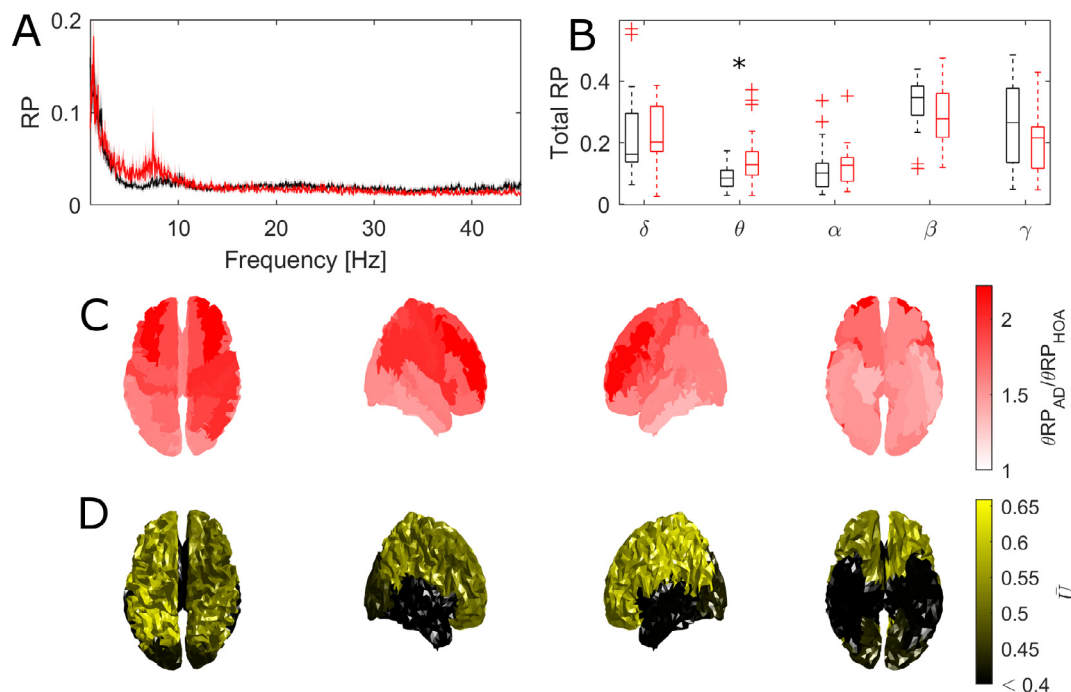 A
0.2
0.1
0
RP
10 20 30 40
Frequency [Hz]
B
0.4
0.2
0
Total RP
*
δ θ α β γ
C
2
1.5
1
θRP_AD/θRP_HOA
D
0.65
0.6
0.55
0.5
0.45
< 0.4
Ū